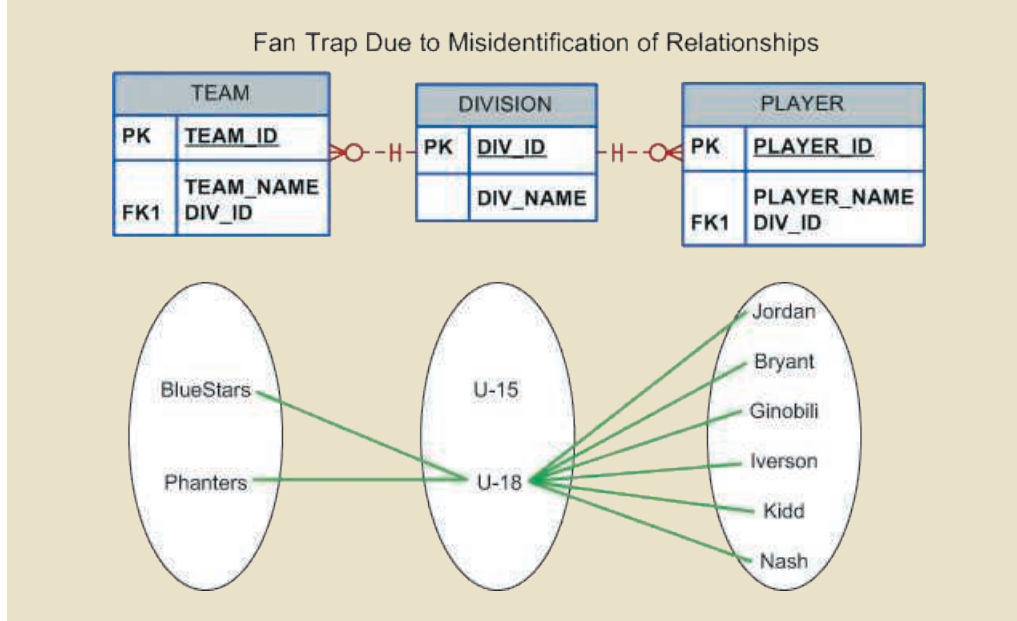 Fan Trap Due to Misidentification of Relationships
TEAM
PK TEAM_ID
TEAM_NAME
FK1 DIV_ID
DIVISION
PK DIV_ID
DIV_NAME
PLAYER
PK PLAYER_ID
PLAYER_NAME
FK1 DIV_ID
BlueStars
Phanters
U-15
U-18
Jordan
Bryant
Ginobili
Iverson
Kidd
Nash